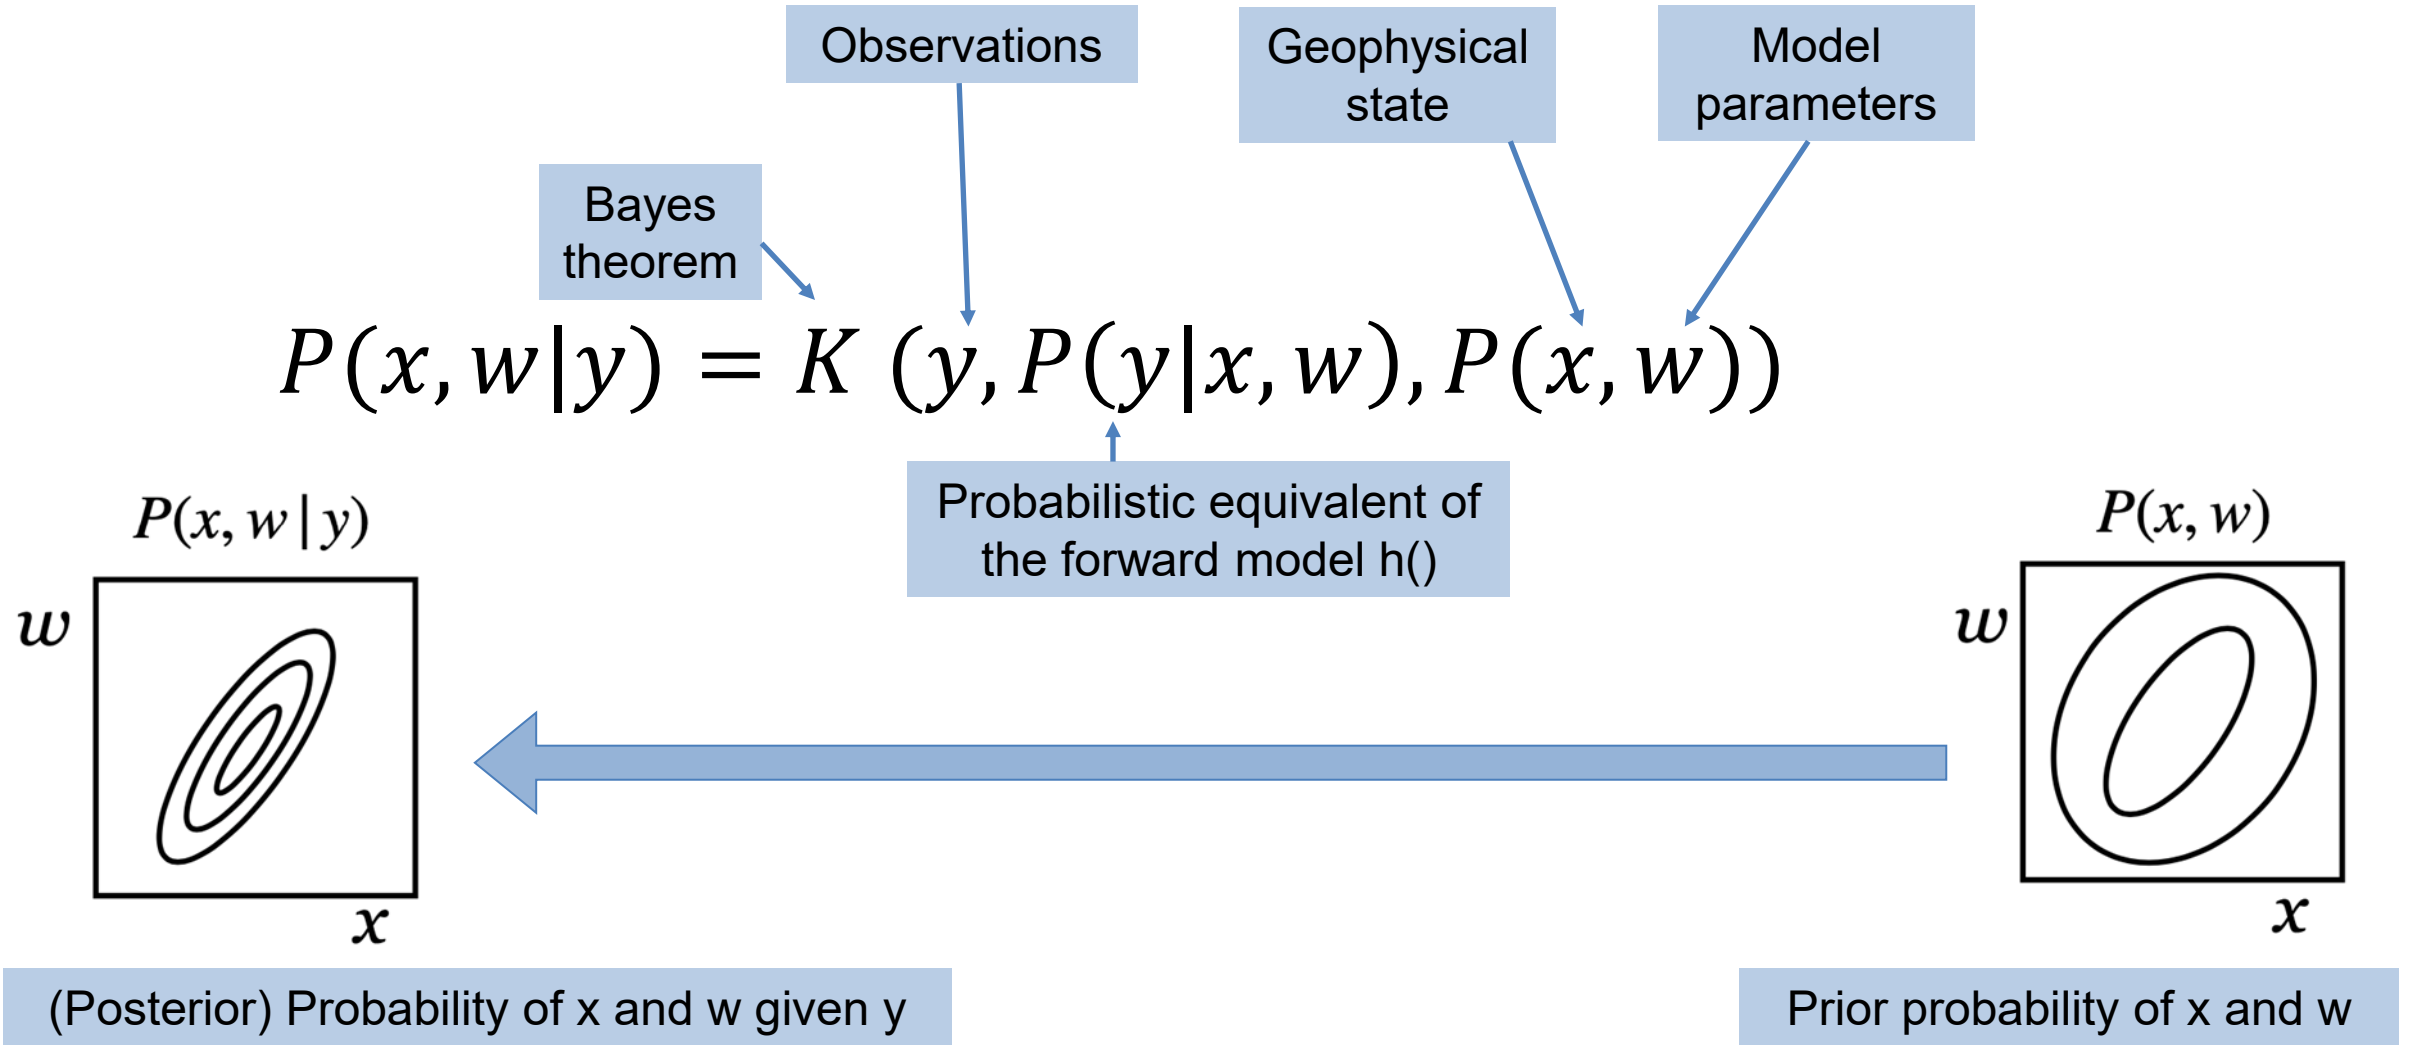 Observations
Geophysical
state
Model
parameters
Bayes
theorem
P(x, w|y) = K (y, P(y|x, w), P(x, w))
Probabilistic equivalent of
the forward model h()
P(x, w | y)
w
x
P(x, w)
w
x
(Posterior) Probability of x and w given y
Prior probability of x and w